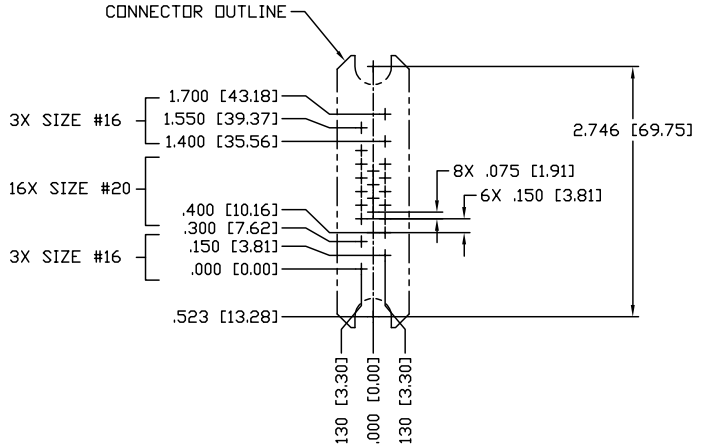 CONNECTOR OUTLINE
1.700 [43.18]
3X SIZE #16
1.550 [39.37]
1.400 [35.56]
2.746 [69.75]
8X .075 [1.91]
16X SIZE #20
6X .150 [3.81]
.400 [10.16]
.300 [7.62]
.150 [3.81]
3X SIZE #16
.000 [0.00]
.523 [13.28]
130 [3.30]
.000 [0.00]
130 [3.30]